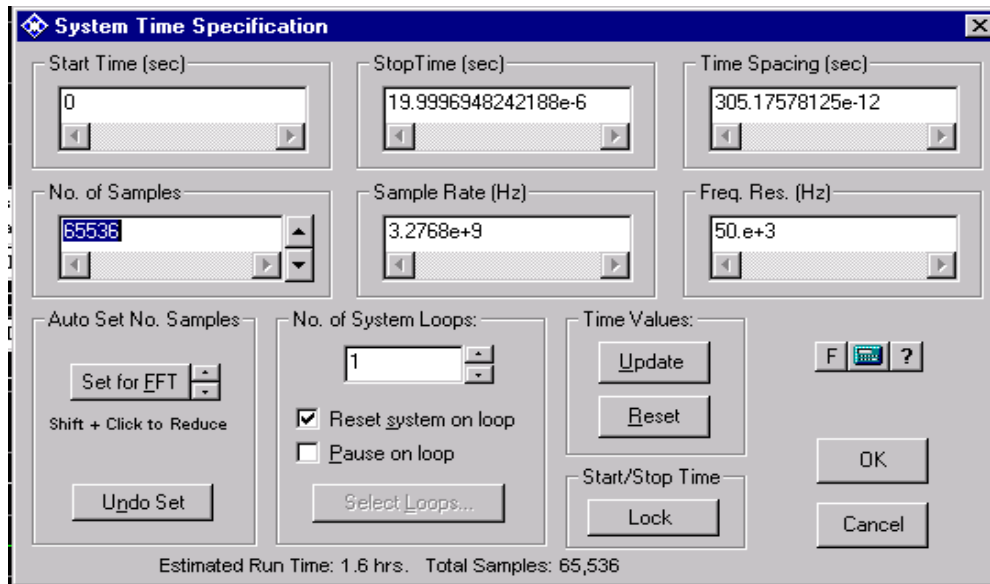 System Time Specification
Start Time (sec)
StopTime (sec)
Time Spacing (sec)
0
19.9996948242188e-6
305.17578125e-12
No. of Samples
Sample Rate (Hz)
Freq. Res. (Hz)
65536
3.2768e+9
50.e+3
Auto Set No. Samples
No. of System Loops:
Time Values:
Set for FFT
1
Update
F
?
Shift + Click to Reduce
Reset system on loop
Reset
Pause on loop
OK
Start/Stop Time
Undo Set
Select Loops...
Lock
Cancel
Estimated Run Time: 1.6 hrs. Total Samples: 65,536